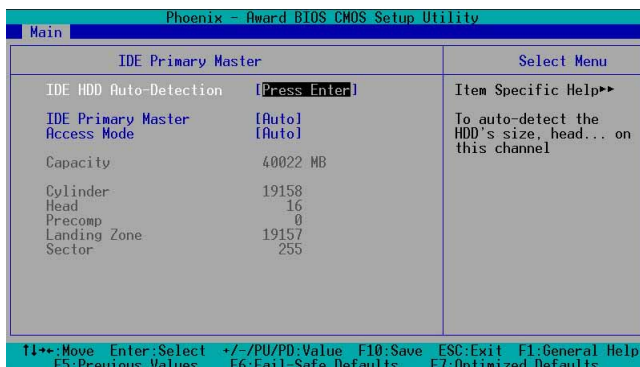 Phoenix - Award BIOS CMOS Setup Utility
Main
IDE Primary Master
Select Menu
IDE HDD Auto-Detection [Press Enter]
Item Specific Help▸▸
IDE Primary Master [Auto]
Access Mode [Auto]
To auto-detect the
HDD's size, head... on
this channel
Capacity 40022 MB
Cylinder 19158
Head 16
Precomp 0
Landing Zone 19157
Sector 255
↑↓→←:Move Enter:Select +/-/PU/PD:Value F10:Save ESC:Exit F1:General Help
F5:Previous Values F6:Fail-Safe Defaults F7:Optimized Defaults